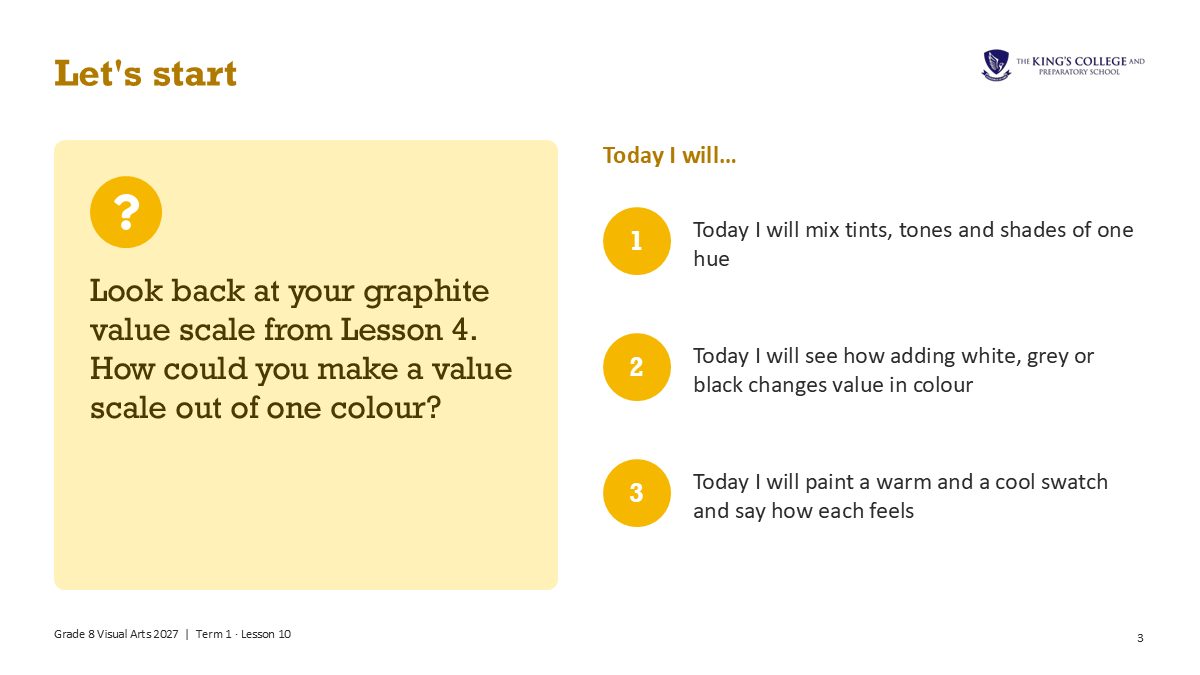 Let's start
THE KING'S COLLEGE AND
PREPARATORY SCHOOL
?
Look back at your graphite
value scale from Lesson 4.
How could you make a value
scale out of one colour?
Today I will...
1
Today I will mix tints, tones and shades of one
hue
2
Today I will see how adding white, grey or
black changes value in colour
3
Today I will paint a warm and a cool swatch
and say how each feels
Grade 8 Visual Arts 2027 | Term 1 · Lesson 10
3